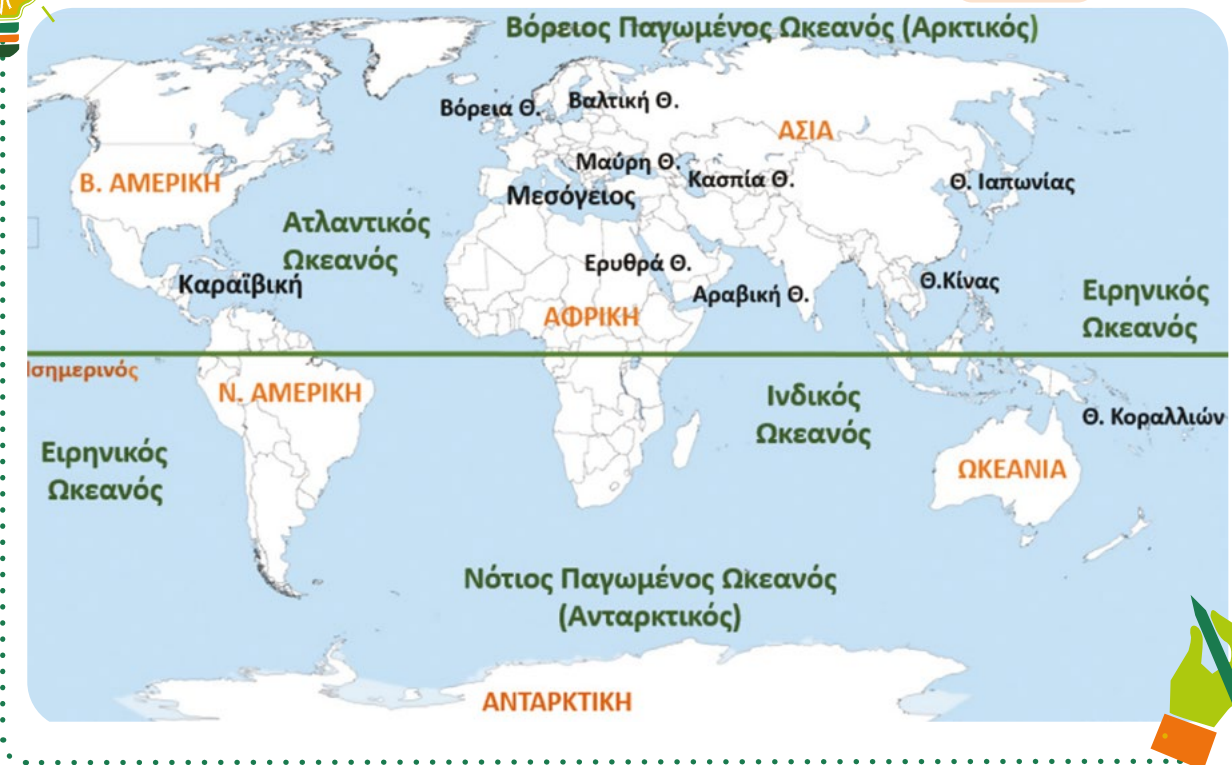 Βόρειος Παγωμένος Ωκεανός (Αρκτικός)
Βόρεια Θ.
Βαλτική Θ.
ΑΣΙΑ
Μαύρη Θ.
Β. ΑΜΕΡΙΚΗ
Κασπία Θ.
Θ. Ιαπωνίας
Μεσόγειος
Ατλαντικός
Ωκεανός
Ερυθρά Θ.
Καραϊβική
Αραβική Θ.
Θ.Κίνας
Ειρηνικός
Ωκεανός
ΑΦΡΙΚΗ
Ισημερινός
Ν. ΑΜΕΡΙΚΗ
Ινδικός
Ωκεανός
Θ. Κοραλλιών
Ειρηνικός
Ωκεανός
ΩΚΕΑΝΙΑ
Νότιος Παγωμένος Ωκεανός
(Ανταρκτικός)
ΑΝΤΑΡΚΤΙΚΗ